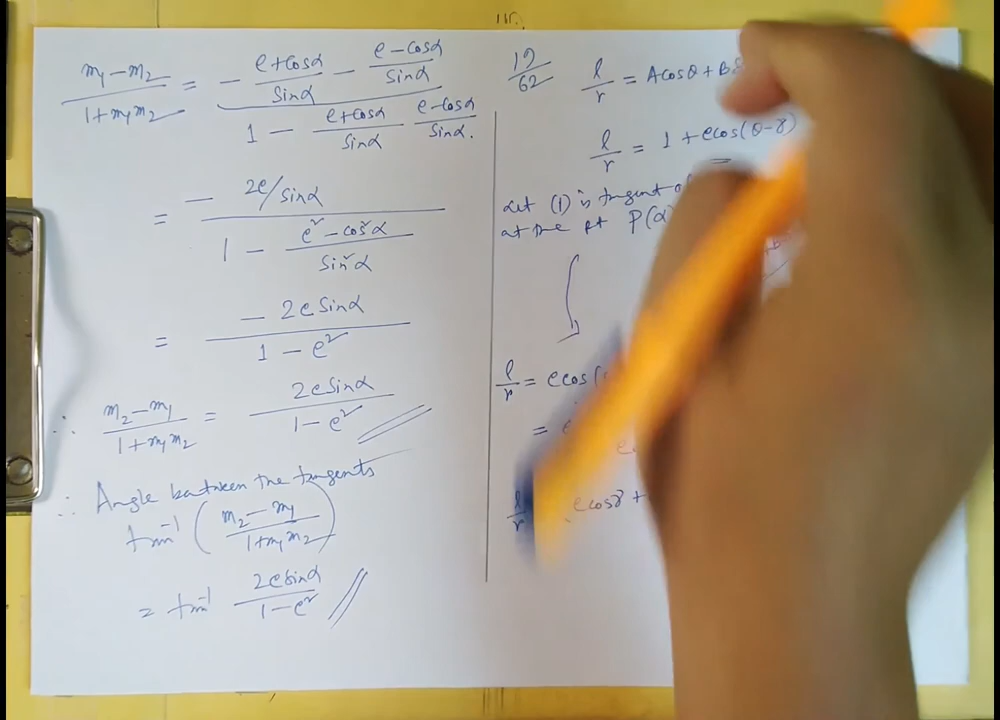 m₁ - m₂ / 1 + m₁m₂ = - (e+cosα / sinα) - (e-cosα / sinα) / 1 - (e+cosα / sinα) (e-cosα / sinα).
= - 2e/sinα / 1 - (e² - cos²α / sin²α)
= - 2e sinα / 1 - e²
∴ m₂ - m₁ / 1 + m₁m₂ = 2e sinα / 1 - e²
∴ Angle between the tangents
tan⁻¹ (m₂ - m₁ / 1 + m₁m₂)
= tan⁻¹ 2e sinα / 1 - e²
19/62 l/r = A cosθ + B
l/r = 1 + e cos(θ-γ)
Let (1) is tangent
at the pt P(α
l/r = e cos(
=
l/r e cosγ +